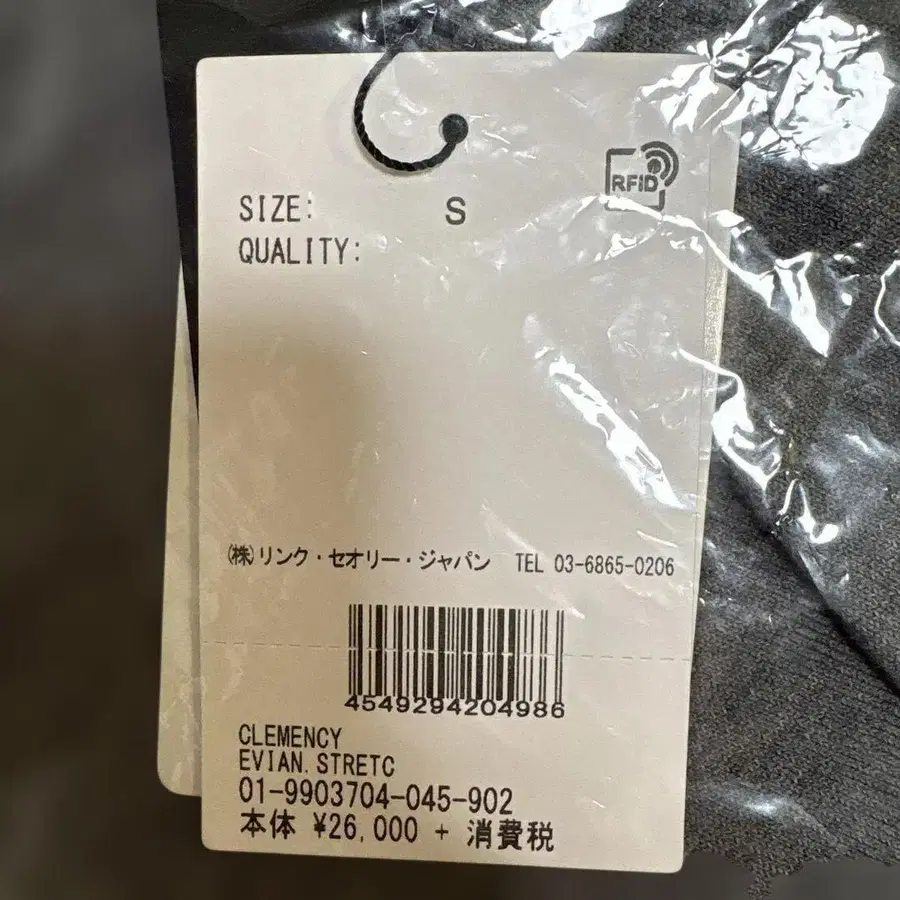 RFID
SIZE: S
QUALITY:
(株)リンク・セオリー・ジャパン TEL 03-6865-0206
4549294204986
CLEMENCY
EVIAN.STRETC
01-9903704-045-902
本体 ¥26,000 + 消費税